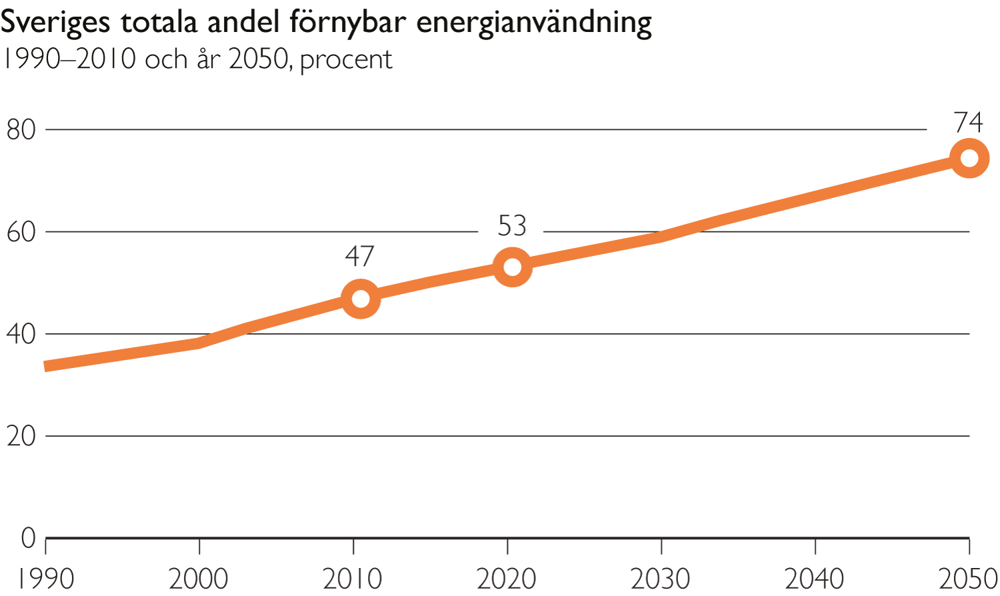 Sveriges totala andel förnybar energianvändning
1990–2010 och år 2050, procent
80
74
60
53
47
40
20
0
1990 2000 2010 2020 2030 2040 2050